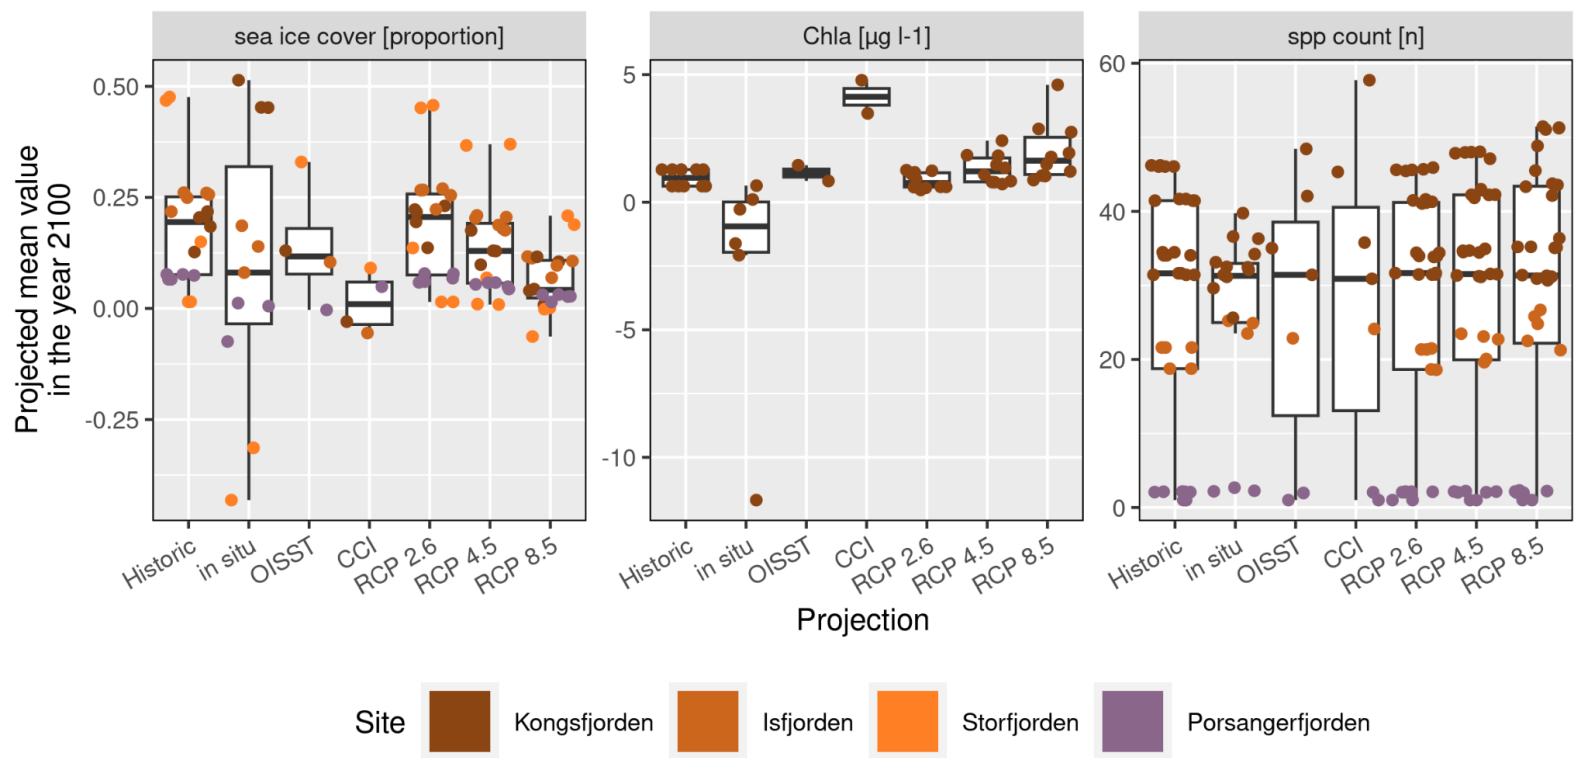 sea ice cover [proportion]
Chla [µg l-1]
spp count [n]
Projected mean value
in the year 2100
0.50
0.25
0.00
-0.25
5
0
-5
-10
60
40
20
0
Historic
in situ
OISST
CCI
RCP 2.6
RCP 4.5
RCP 8.5
Historic
in situ
OISST
CCI
RCP 2.6
RCP 4.5
RCP 8.5
Historic
in situ
OISST
CCI
RCP 2.6
RCP 4.5
RCP 8.5
Projection
Site
Kongsfjorden
Isfjorden
Storfjorden
Porsangerfjorden